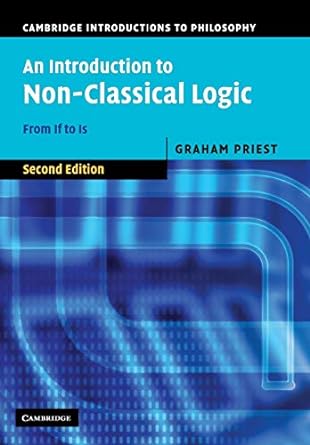 CAMBRIDGE INTRODUCTIONS TO PHILOSOPHY
An Introduction to
Non-Classical Logic
From If to Is
GRAHAM PRIEST
Second Edition
CAMBRIDGE